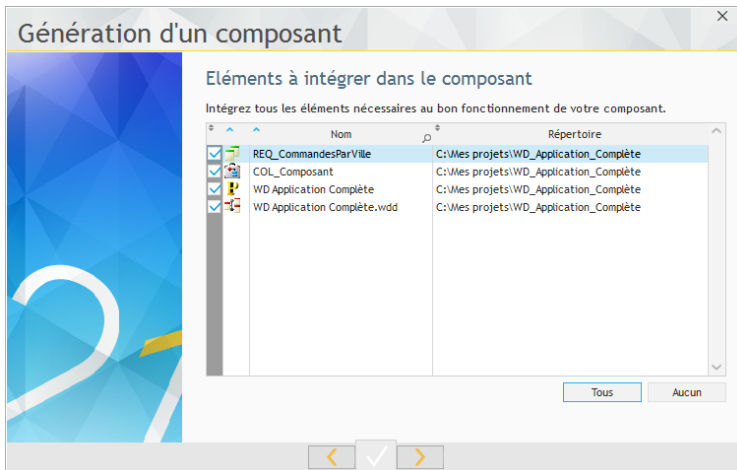 Génération d'un composant
Eléments à intégrer dans le composant
Intégrez tous les éléments nécessaires au bon fonctionnement de votre composant.
Nom Répertoire
REQ_CommandesParVille C:\Mes projets\WD_Application_Complète
COL_Composant C:\Mes projets\WD_Application_Complète
WD Application Complète C:\Mes projets\WD_Application_Complète
WD Application Complète.wdd C:\Mes projets\WD_Application_Complète
Tous Aucun